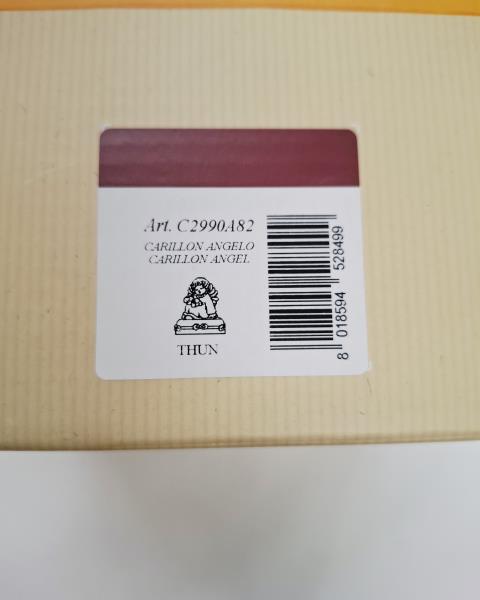 Art. C2990A82
CARILLON ANGELO
CARILLON ANGEL
THUN
8 018594 528499